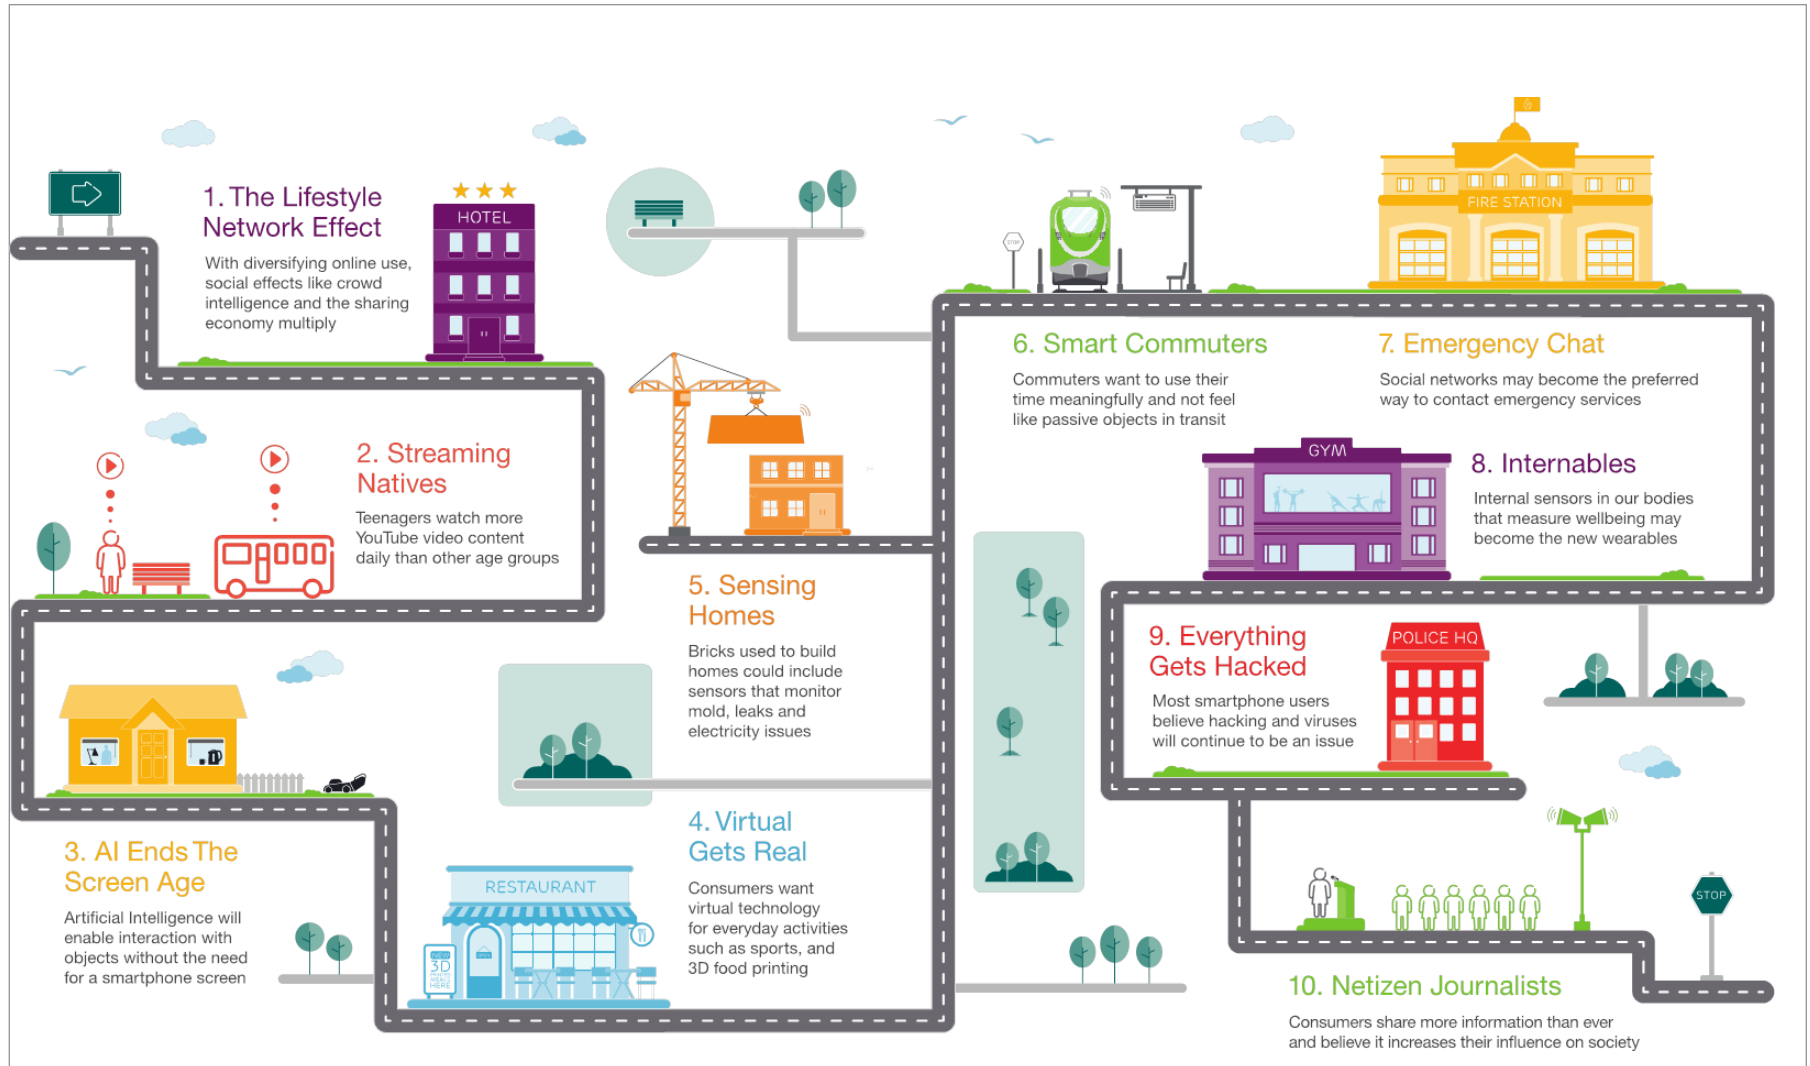 1. The Lifestyle
Network Effect
With diversifying online use,
social effects like crowd
intelligence and the sharing
economy multiply
HOTEL
2. Streaming
Natives
Teenagers watch more
YouTube video content
daily than other age groups
3. AI Ends The
Screen Age
Artificial Intelligence will
enable interaction with
objects without the need
for a smartphone screen
RESTAURANT
OPEN
NEW
3D
HERE
4. Virtual
Gets Real
Consumers want
virtual technology
for everyday activities
such as sports, and
3D food printing
5. Sensing
Homes
Bricks used to build
homes could include
sensors that monitor
mold, leaks and
electricity issues
STOP
6. Smart Commuters
Commuters want to use their
time meaningfully and not feel
like passive objects in transit
FIRE STATION
7. Emergency Chat
Social networks may become the preferred
way to contact emergency services
GYM
8. Internables
Internal sensors in our bodies
that measure wellbeing may
become the new wearables
9. Everything
Gets Hacked
Most smartphone users
believe hacking and viruses
will continue to be an issue
POLICE HQ
STOP
10. Netizen Journalists
Consumers share more information than ever
and believe it increases their influence on society